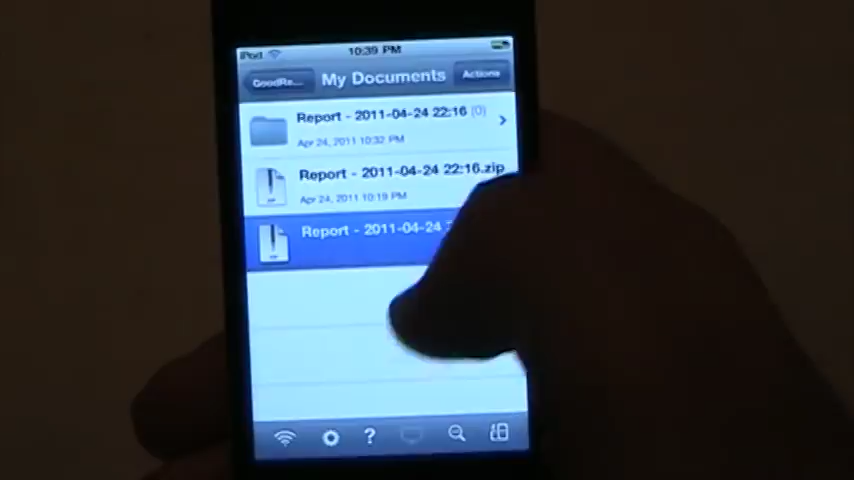 iPod 10:39 PM
GoodRe... My Documents Actions
Report - 2011-04-24 22:16 (0)
Apr 24, 2011 10:32 PM
Report - 2011-04-24 22:16.zip
Apr 24, 2011 10:19 PM
Report - 2011-04-24
?